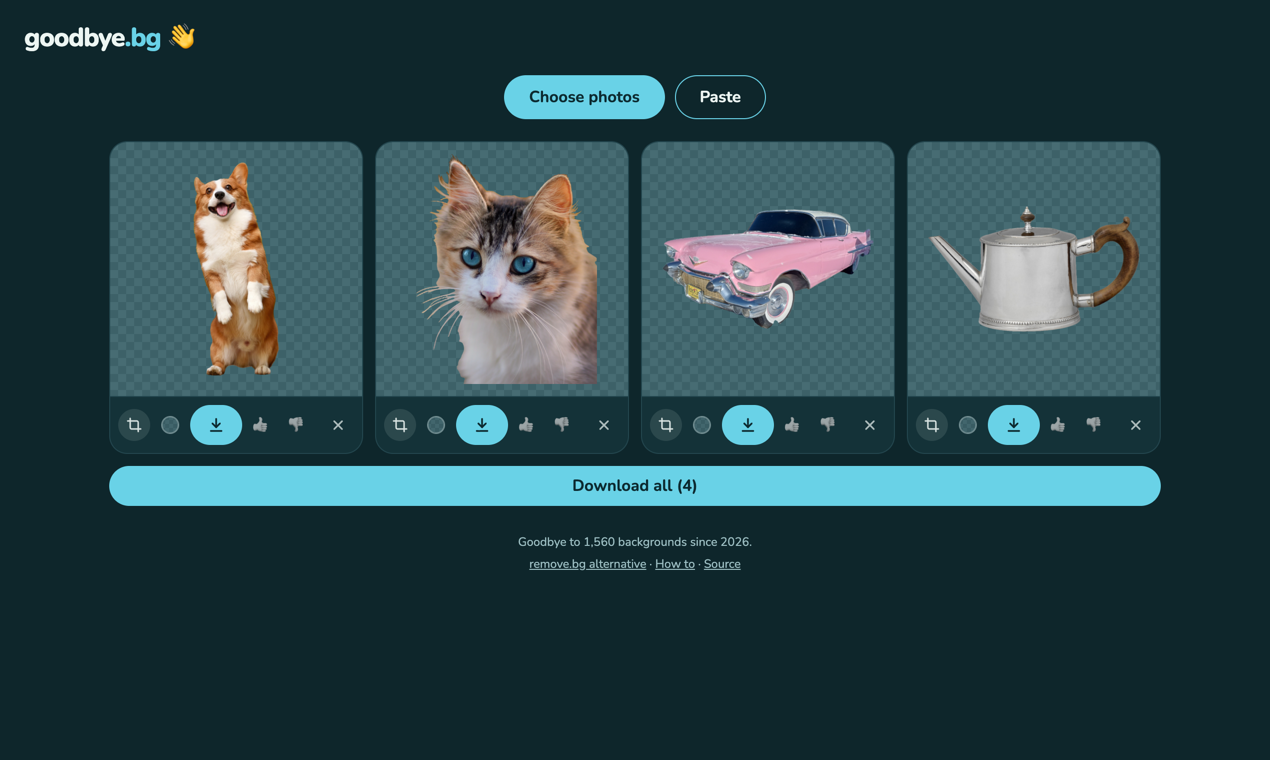 goodbye.bg 👋
Choose photos
Paste
Download all (4)
Goodbye to 1,560 backgrounds since 2026.
remove.bg alternative · How to · Source